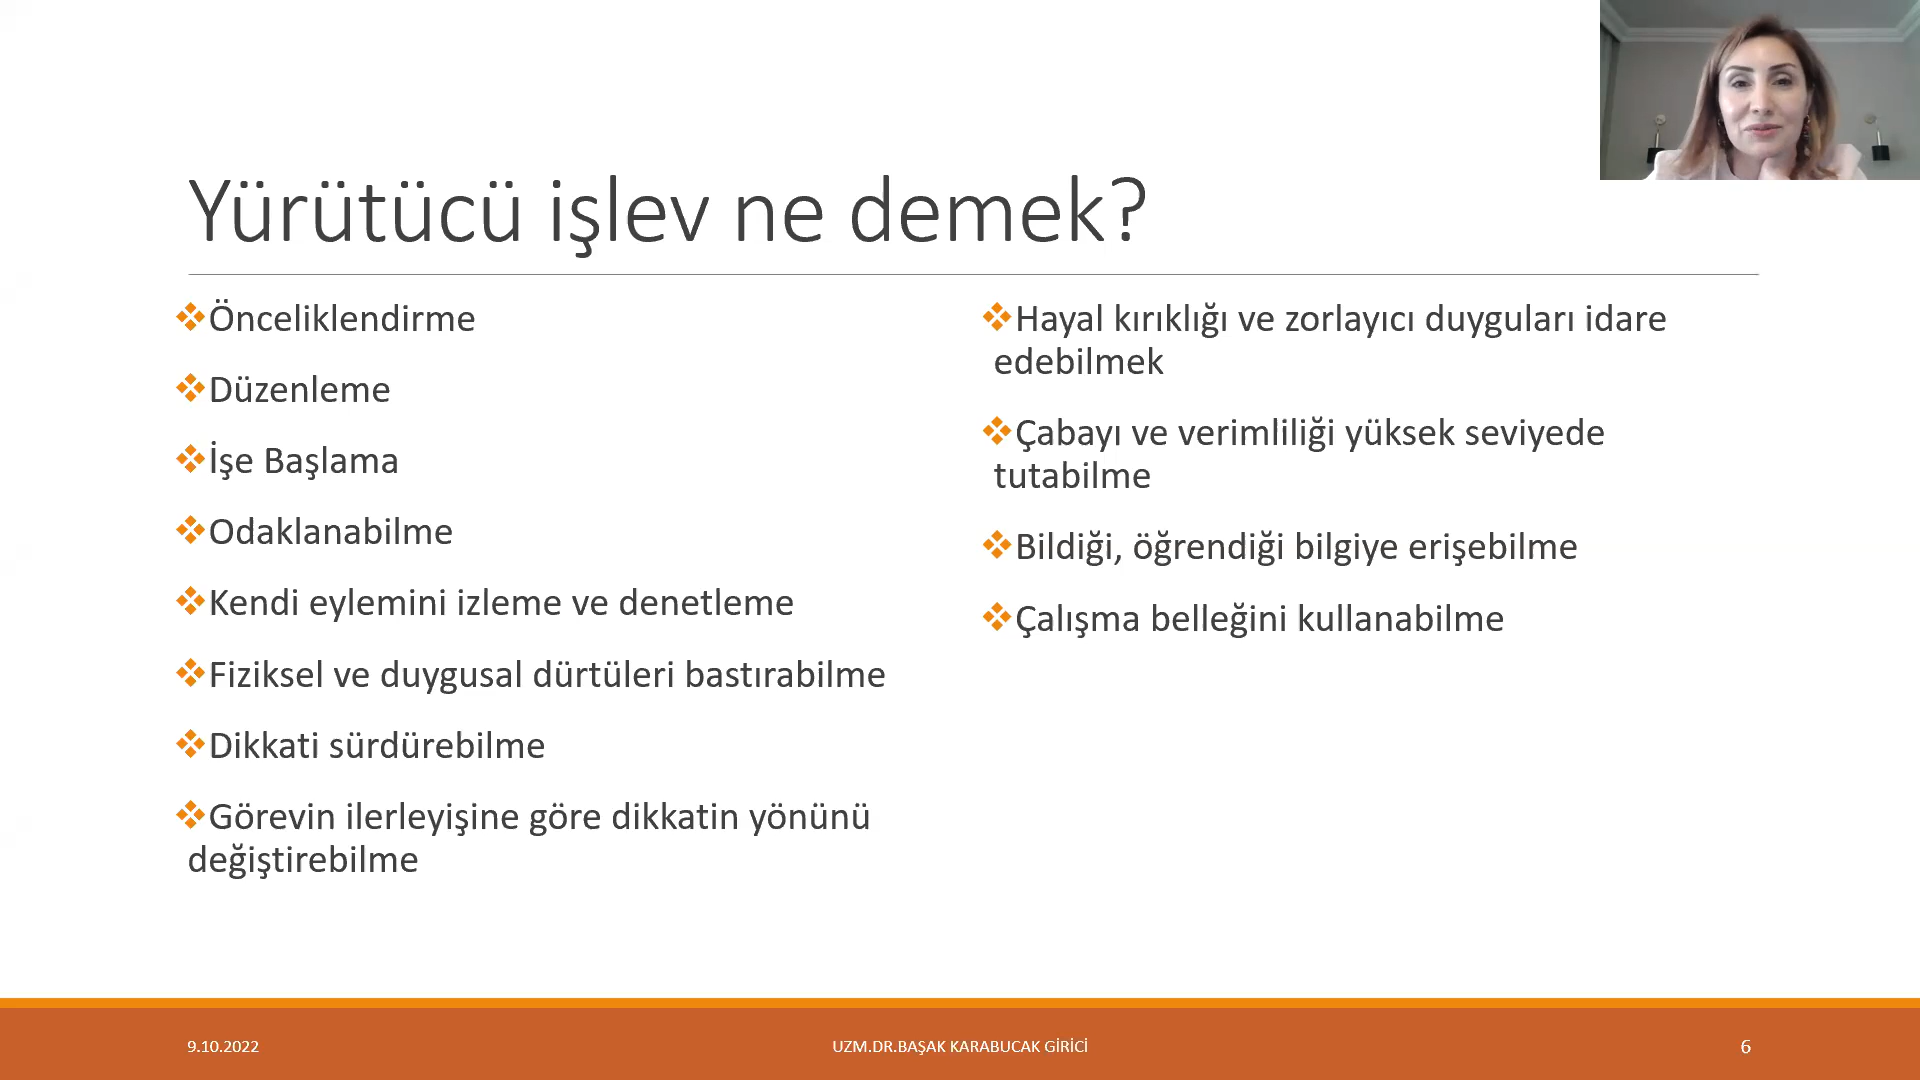 Yürütücü işlev ne demek?
Önceliklendirme
Düzenleme
İşe Başlama
Odaklanabilme
Kendi eylemini izleme ve denetleme
Fiziksel ve duygusal dürtüleri bastırabilme
Dikkati sürdürebilme
Görevin ilerleyişine göre dikkatin yönünü
değiştirebilme
Hayal kırıklığı ve zorlayıcı duyguları idare
edebilmek
Çabayı ve verimliliği yüksek seviyede
tutabilme
Bildiği, öğrendiği bilgiye erişebilme
Çalışma belleğini kullanabilme
9.10.2022
UZM.DR.BAŞAK KARABUCAK GİRİCİ
6